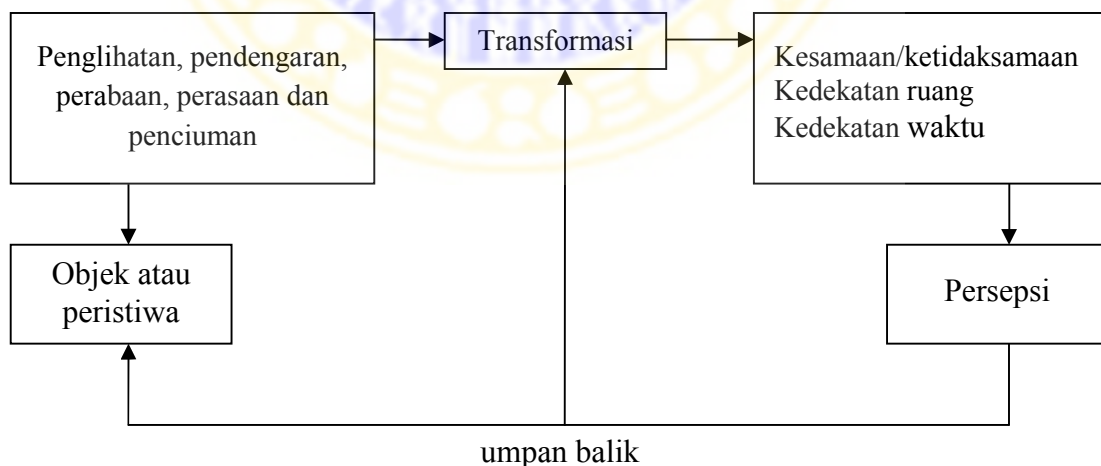 Penglihatan, pendengaran,
perabaan, perasaan dan
penciuman
Transformasi
Kesamaan/ketidaksamaan
Kedekatan ruang
Kedekatan waktu
Objek atau
peristiwa
Persepsi
umpan balik